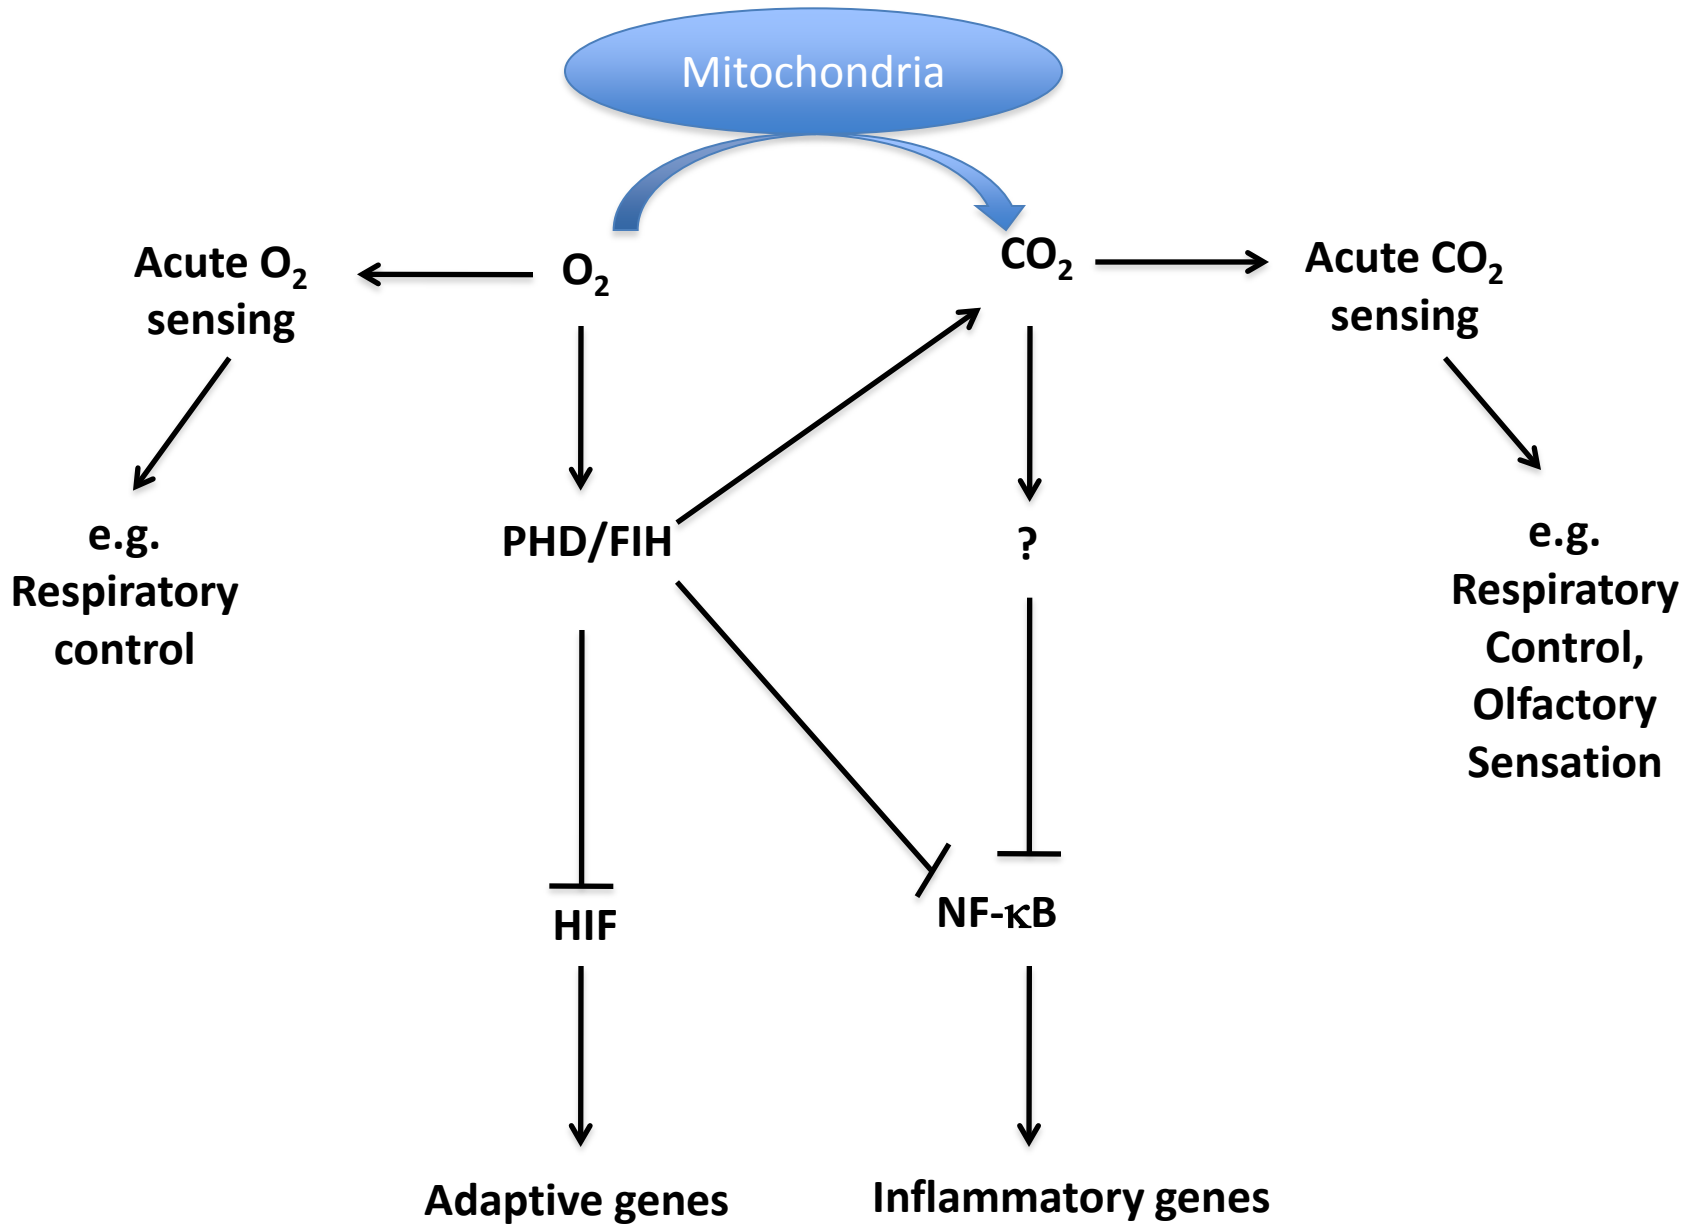 Mitochondria
Acute O₂
sensing
O₂
CO₂
Acute CO₂
sensing
e.g.
Respiratory
control
PHD/FIH
?
e.g.
Respiratory
Control,
Olfactory
Sensation
HIF
NF-κB
Adaptive genes
Inflammatory genes